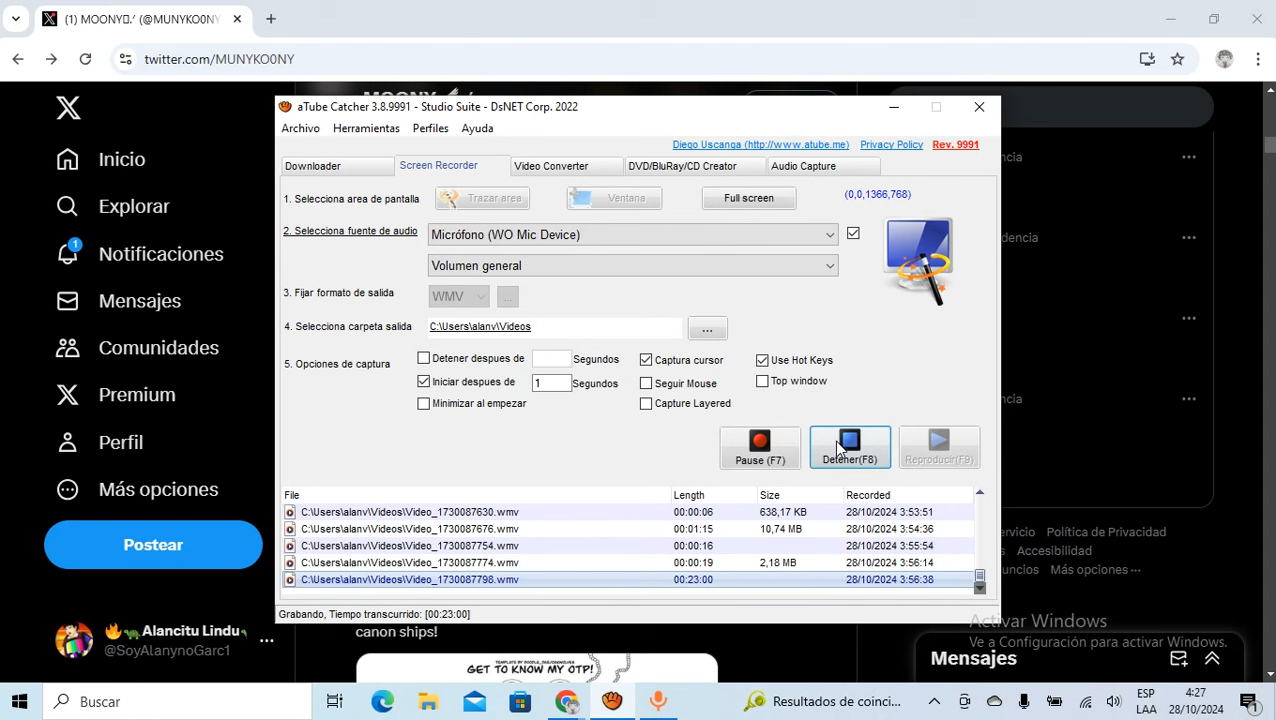 (1) MOONY .ᐟ (@MUNYKO0NY
twitter.com/MUNYKO0NY
aTube Catcher 3.8.9991 - Studio Suite - DsNET Corp. 2022
Archivo Herramientas Perfiles Ayuda
Diego Uscanga (http://www.atube.me) Privacy Policy Rev. 9991
Downloader Screen Recorder Video Converter DVD/BluRay/CD Creator Audio Capture
1. Selecciona area de pantalla Trazar area Ventana Full screen (0,0,1366,768)
2. Selecciona fuente de audio Micrófono (WO Mic Device)
Volumen general
3. Fijar formato de salida WMV ...
4. Selecciona carpeta salida C:\Users\alanv\Videos ...
5. Opciones de captura
Detener despues de Segundos Captura cursor Use Hot Keys
Iniciar despues de 1 Segundos Seguir Mouse Top window
Minimizar al empezar Capture Layered
Pause (F7) Detener(F8) Reproducir(F9)
File Length Size Recorded
C:\Users\alanv\Videos\Video_1730087630.wmv 00:00:06 638,17 KB 28/10/2024 3:53:51
C:\Users\alanv\Videos\Video_1730087676.wmv 00:01:15 10,74 MB 28/10/2024 3:54:36
C:\Users\alanv\Videos\Video_1730087754.wmv 00:00:16 28/10/2024 3:55:54
C:\Users\alanv\Videos\Video_1730087774.wmv 00:00:19 2,18 MB 28/10/2024 3:56:14
C:\Users\alanv\Videos\Video_1730087798.wmv 00:23:00 28/10/2024 3:56:38
Grabando, Tiempo transcurrido: [00:23:00]
Inicio
Explorar
1
Notificaciones
Mensajes
Comunidades
Premium
Perfil
Más opciones
Postear
Alancitu Lindu
@SoyAlanynoGarc1
canon ships!
TEMPLATE BY
GET TO KNOW MY OTP!
Política de Privacidad
Accesibilidad
Más opciones
Activar Windows
Ve a Configuración para activar Windows.
Mensajes
Buscar
Resultados de coinci...
ESP
LAA
4:27
28/10/2024
1